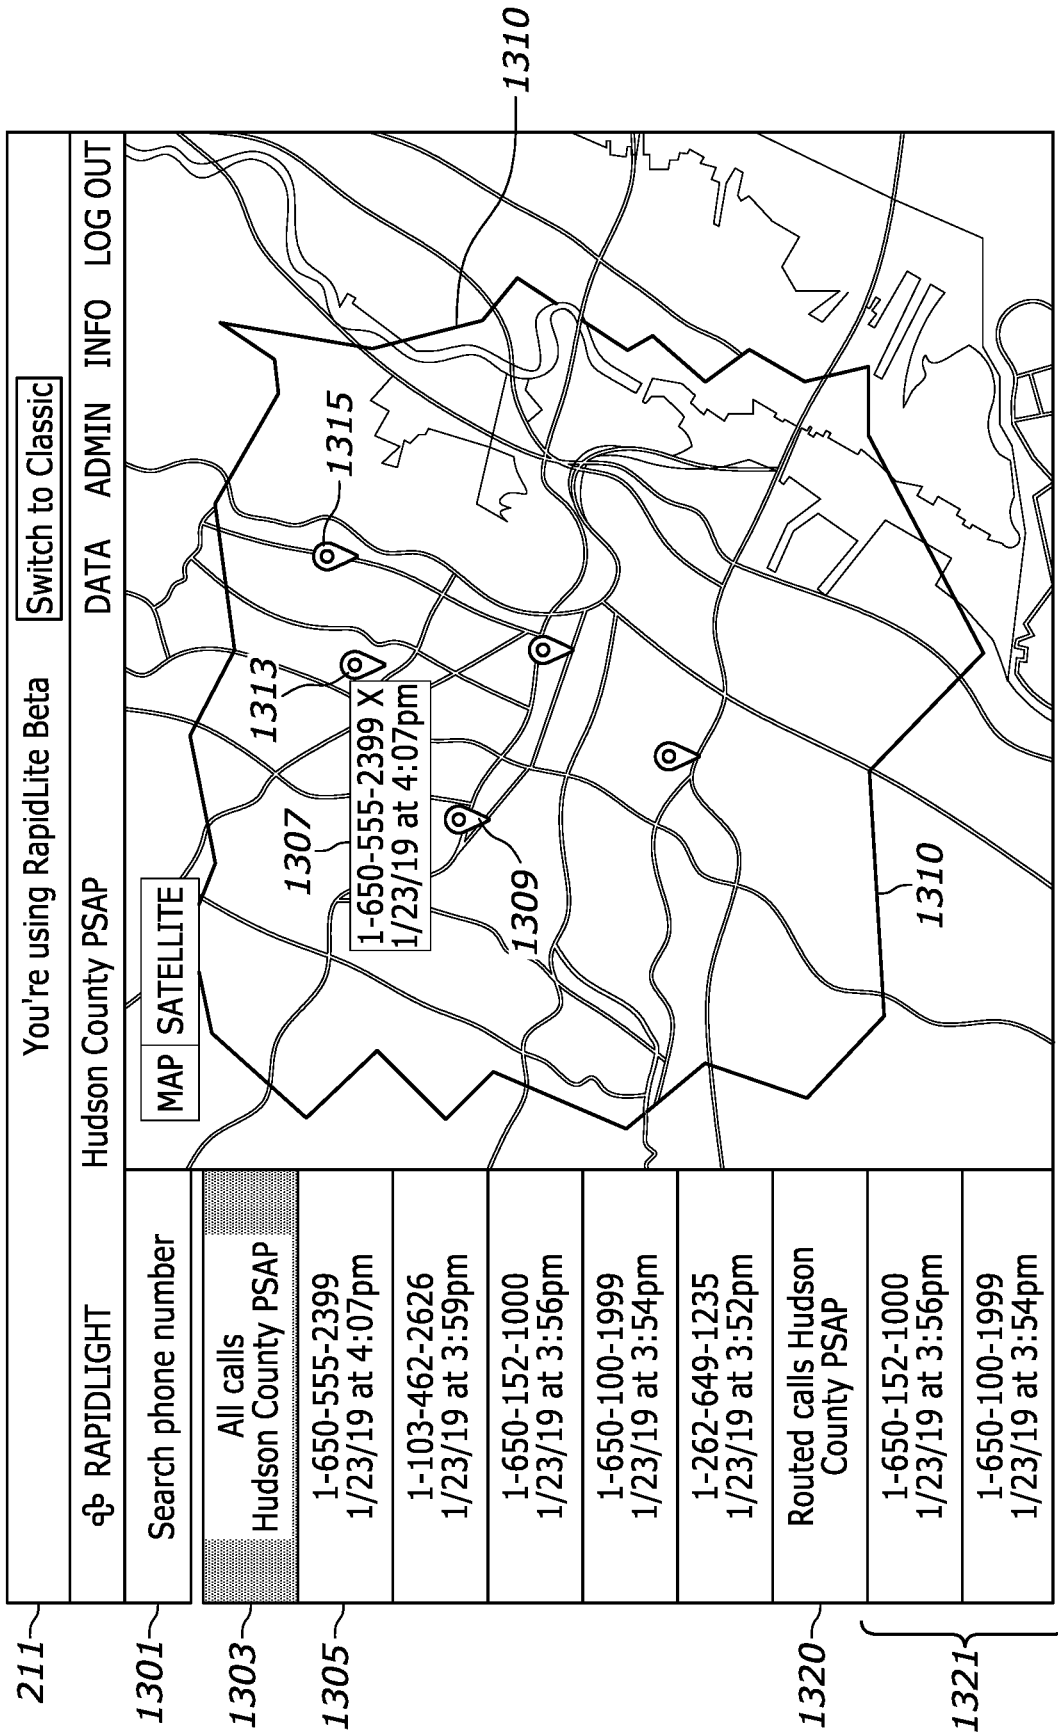 You're using RapidLite Beta
Switch to Classic
RAPIDLIGHT
Hudson County PSAP
DATA
ADMIN
INFO
LOG OUT
Search phone number
All calls
Hudson County PSAP
1-650-555-2399
1/23/19 at 4:07pm
1-103-462-2626
1/23/19 at 3:59pm
1-650-152-1000
1/23/19 at 3:56pm
1-650-100-1999
1/23/19 at 3:54pm
1-262-649-1235
1/23/19 at 3:52pm
Routed calls Hudson
County PSAP
1-650-152-1000
1/23/19 at 3:56pm
1-650-100-1999
1/23/19 at 3:54pm
MAP
SATELLITE
1-650-555-2399 X
1/23/19 at 4:07pm
211
1301
1303
1305
1320
1321
1307
1313
1315
1309
1310
1310